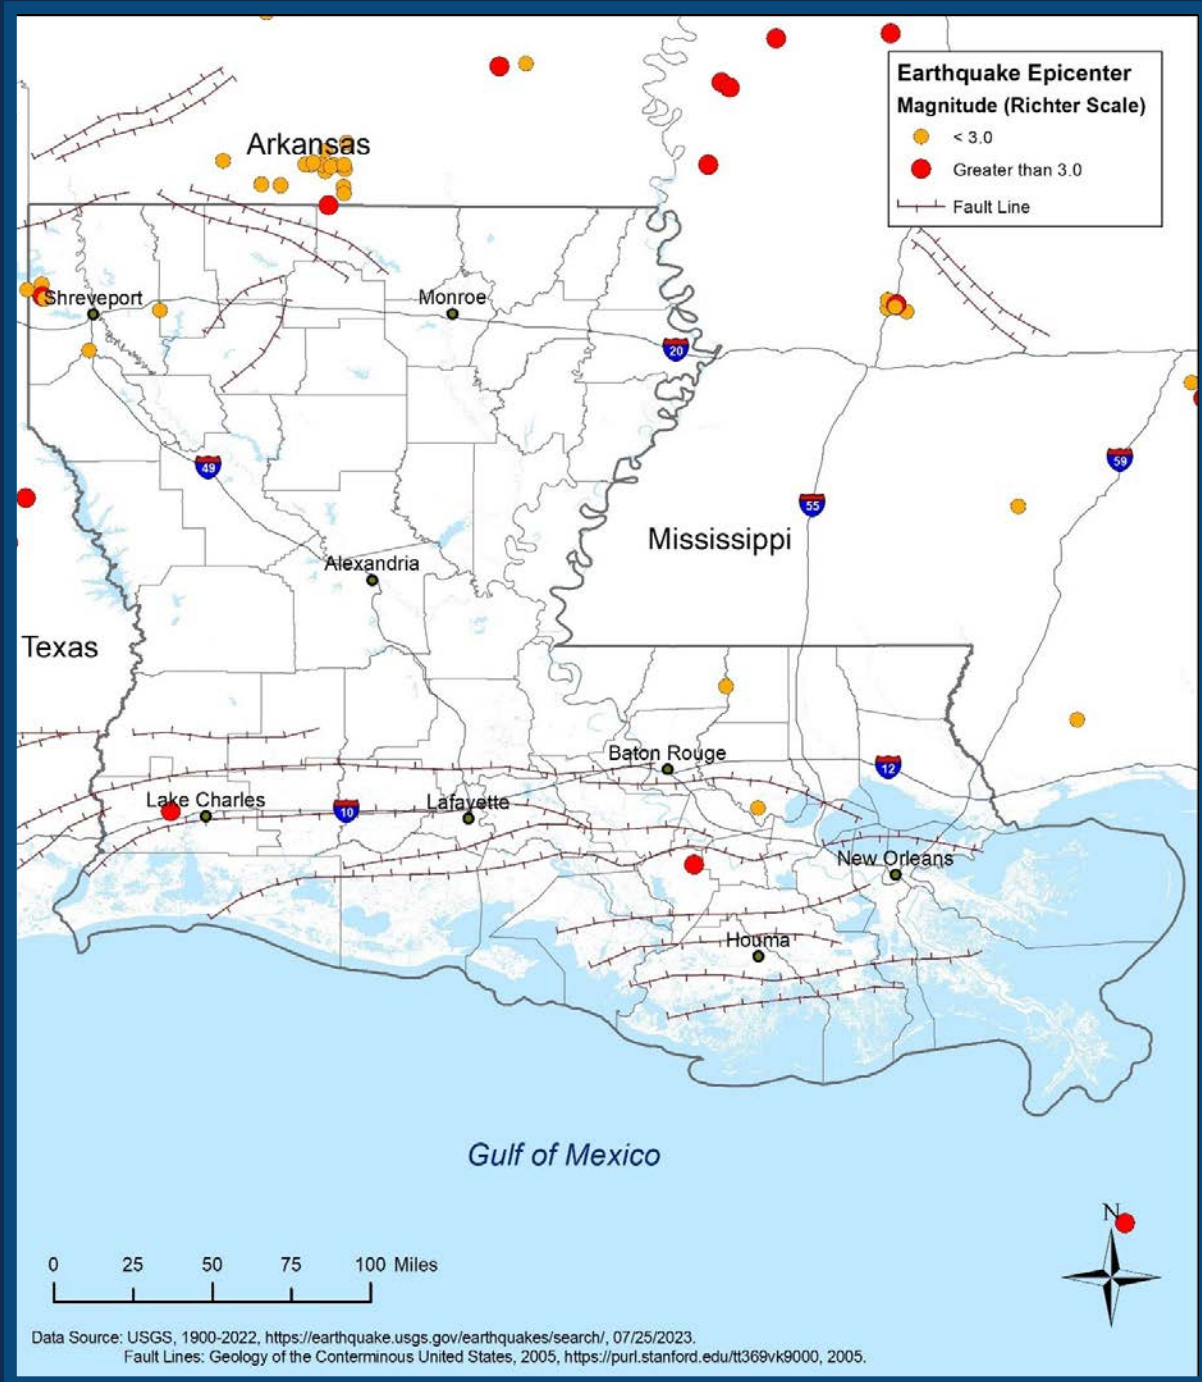 Earthquake Epicenter
Magnitude (Richter Scale)
< 3.0
Greater than 3.0
Fault Line
Arkansas
Shreveport
Monroe
20
49
59
55
Mississippi
Alexandria
Texas
Baton Rouge
12
Lake Charles
10
Lafayette
New Orleans
Houma
Gulf of Mexico
N
0 25 50 75 100 Miles
Data Source: USGS, 1900-2022, https://earthquake.usgs.gov/earthquakes/search/, 07/25/2023.
Fault Lines: Geology of the Conterminous United States, 2005, https://purl.stanford.edu/tt369vk9000, 2005.